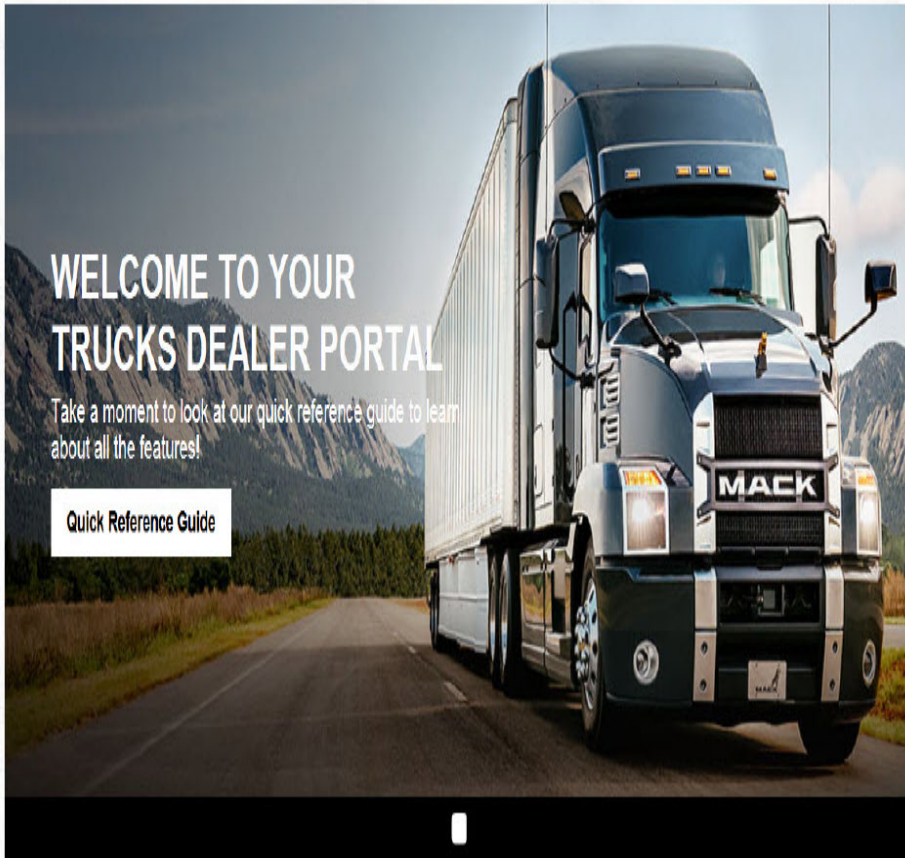 WELCOME TO YOUR
TRUCKS DEALER PORTAL
Take a moment to look at our quick reference guide to learn
about all the features!
Quick Reference Guide
MACK
MACK